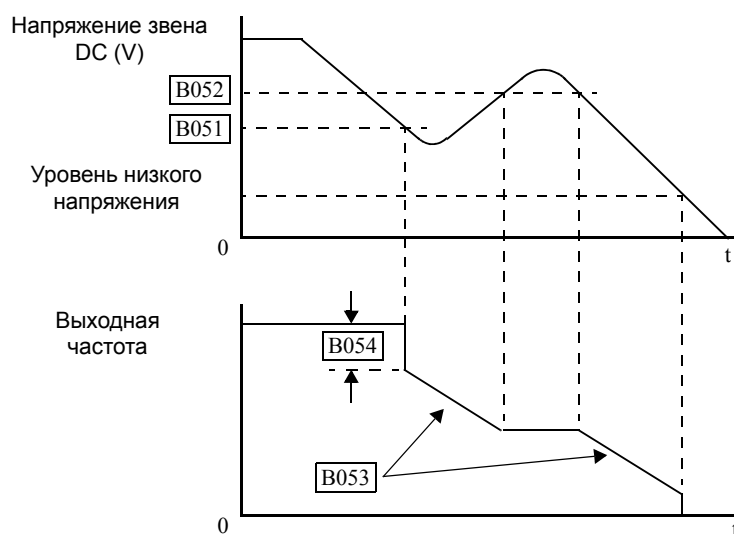 Напряжение звена
DC (V)
B052
B051
Уровень низкого
напряжения
0
t
Выходная
частота
B054
B053
0
t